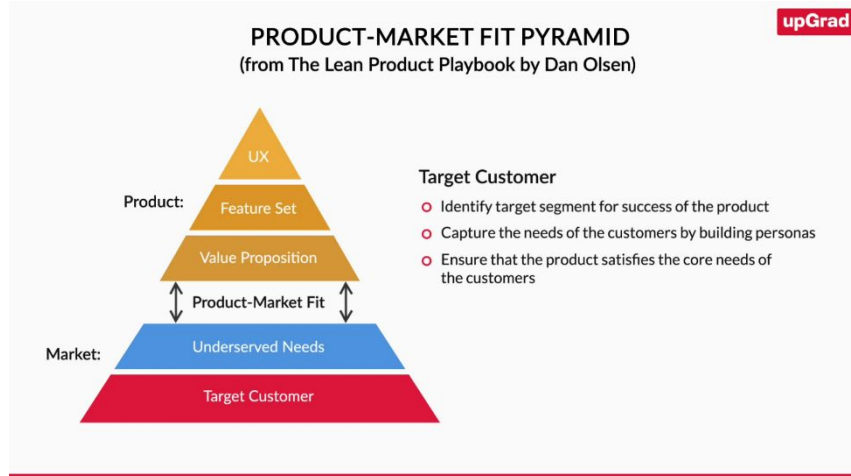 upGrad
PRODUCT-MARKET FIT PYRAMID
(from The Lean Product Playbook by Dan Olsen)
UX
Product:
Feature Set
Value Proposition
Product-Market Fit
Market:
Underserved Needs
Target Customer
Target Customer
Identify target segment for success of the product
Capture the needs of the customers by building personas
Ensure that the product satisfies the core needs of
the customers